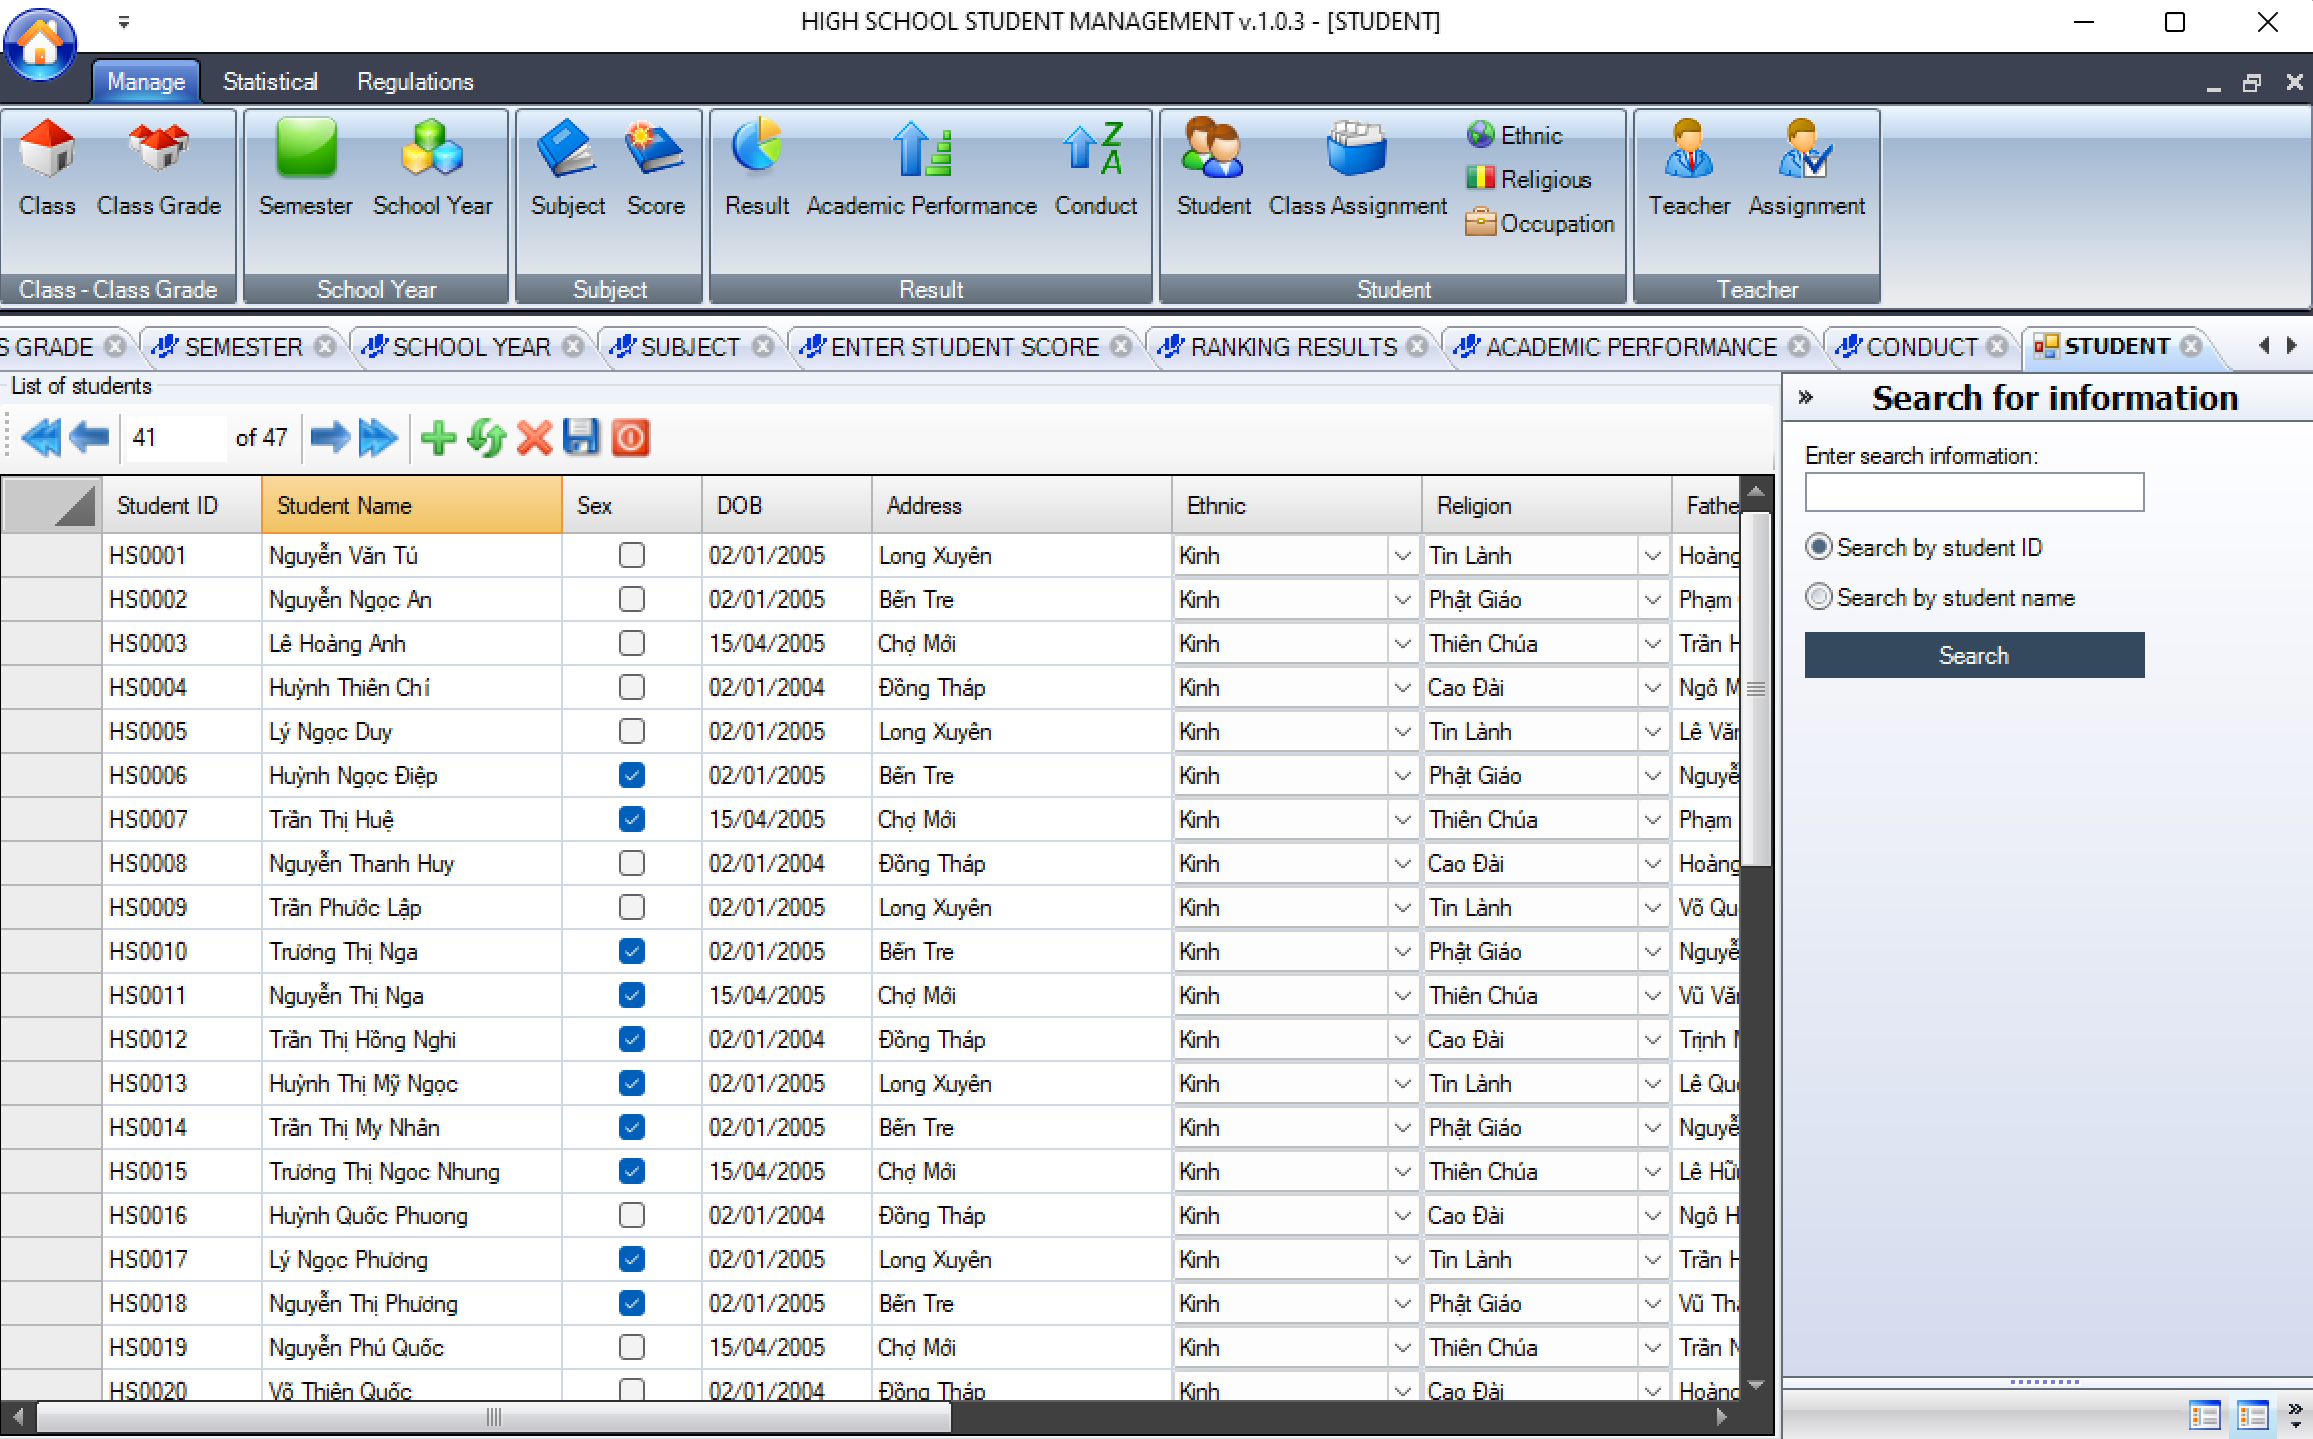 HIGH SCHOOL STUDENT MANAGEMENT v.1.0.3 - [STUDENT]
Manage Statistical Regulations
Class Class Grade Semester School Year Subject Score Result Academic Performance Conduct Student Class Assignment Ethnic Religious Occupation Teacher Assignment
Class - Class Grade School Year Subject Result Student Teacher
S GRADE SEMESTER SCHOOL YEAR SUBJECT ENTER STUDENT SCORE RANKING RESULTS ACADEMIC PERFORMANCE CONDUCT STUDENT
List of students
41 of 47
Student ID Student Name Sex DOB Address Ethnic Religion Fathe
HS0001 Nguyễn Văn Tú 02/01/2005 Long Xuyên Kinh Tin Lành Hoàng
HS0002 Nguyễn Ngọc An 02/01/2005 Bến Tre Kinh Phật Giáo Phạm
HS0003 Lê Hoàng Anh 15/04/2005 Chợ Mới Kinh Thiên Chúa Trần H
HS0004 Huỳnh Thiên Chí 02/01/2004 Đồng Tháp Kinh Cao Đài Ngô M
HS0005 Lý Ngọc Duy 02/01/2005 Long Xuyên Kinh Tin Lành Lê Văn
HS0006 Huỳnh Ngọc Điệp 02/01/2005 Bến Tre Kinh Phật Giáo Nguyễ
HS0007 Trần Thị Huệ 15/04/2005 Chợ Mới Kinh Thiên Chúa Phạm
HS0008 Nguyễn Thanh Huy 02/01/2004 Đồng Tháp Kinh Cao Đài Hoàng
HS0009 Trần Phước Lập 02/01/2005 Long Xuyên Kinh Tin Lành Võ Qu
HS0010 Trương Thị Nga 02/01/2005 Bến Tre Kinh Phật Giáo Nguyễ
HS0011 Nguyễn Thị Nga 15/04/2005 Chợ Mới Kinh Thiên Chúa Vũ Vă
HS0012 Trần Thị Hồng Nghi 02/01/2004 Đồng Tháp Kinh Cao Đài Trịnh
HS0013 Huỳnh Thị Mỹ Ngọc 02/01/2005 Long Xuyên Kinh Tin Lành Lê Qu
HS0014 Trần Thị My Nhân 02/01/2005 Bến Tre Kinh Phật Giáo Nguyễ
HS0015 Trương Thị Ngoc Nhung 15/04/2005 Chợ Mới Kinh Thiên Chúa Lê Hữ
HS0016 Huỳnh Quốc Phuong 02/01/2004 Đồng Tháp Kinh Cao Đài Ngô H
HS0017 Lý Ngọc Phương 02/01/2005 Long Xuyên Kinh Tin Lành Trần H
HS0018 Nguyễn Thị Phương 02/01/2005 Bến Tre Kinh Phật Giáo Vũ Th
HS0019 Nguyễn Phú Quốc 15/04/2005 Chợ Mới Kinh Thiên Chúa Trần N
HS0020 Võ Thiên Quốc 02/01/2004 Đồng Tháp Kinh Cao Đài Hoàng
Search for information
Enter search information:
Search by student ID
Search by student name
Search